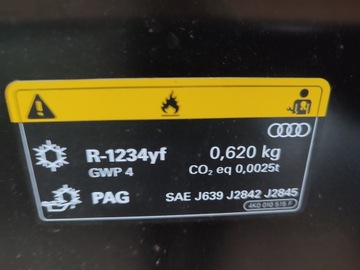 R-1234yf 0,620 kg
GWP 4 CO₂ eq 0,0025t
PAG SAE J639 J2842 J2845
4K0 010 515 F